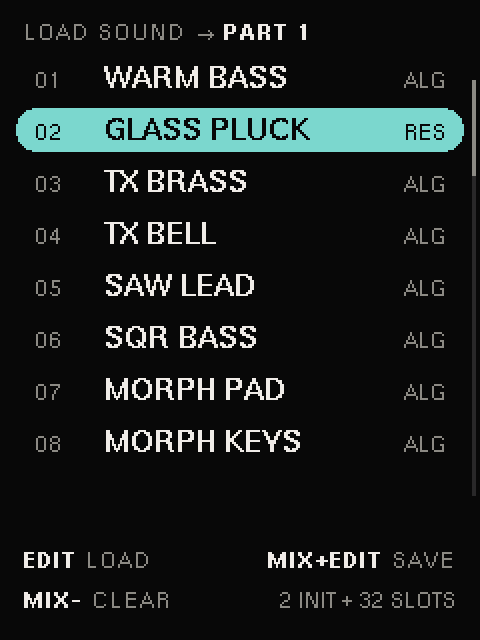 LOAD SOUND → PART 1
01 WARM BASS ALG
02 GLASS PLUCK RES
03 TX BRASS ALG
04 TX BELL ALG
05 SAW LEAD ALG
06 SQR BASS ALG
07 MORPH PAD ALG
08 MORPH KEYS ALG
EDIT LOAD MIX+EDIT SAVE
MIX- CLEAR 2 INIT + 32 SLOTS